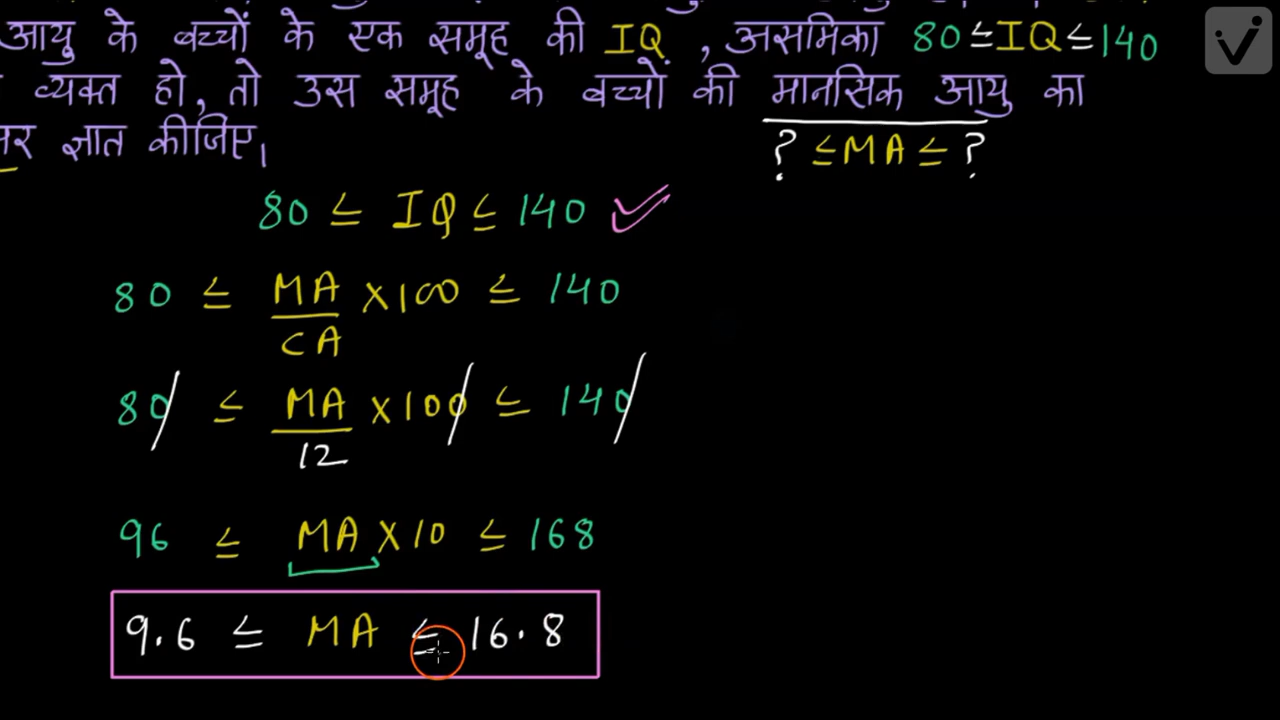 आयु के बच्चों के एक समूह की IQ, असमिका 80 ≤ IQ ≤ 140
व्यक्त हो, तो उस समूह के बच्चों की मानसिक आयु का
ज्ञात कीजिए।
? ≤ MA ≤ ?
80 ≤ IQ ≤ 140
80 ≤ MA/CA × 100 ≤ 140
80 ≤ MA/12 × 100 ≤ 140
96 ≤ MA × 10 ≤ 168
9.6 ≤ MA ≤ 16.8